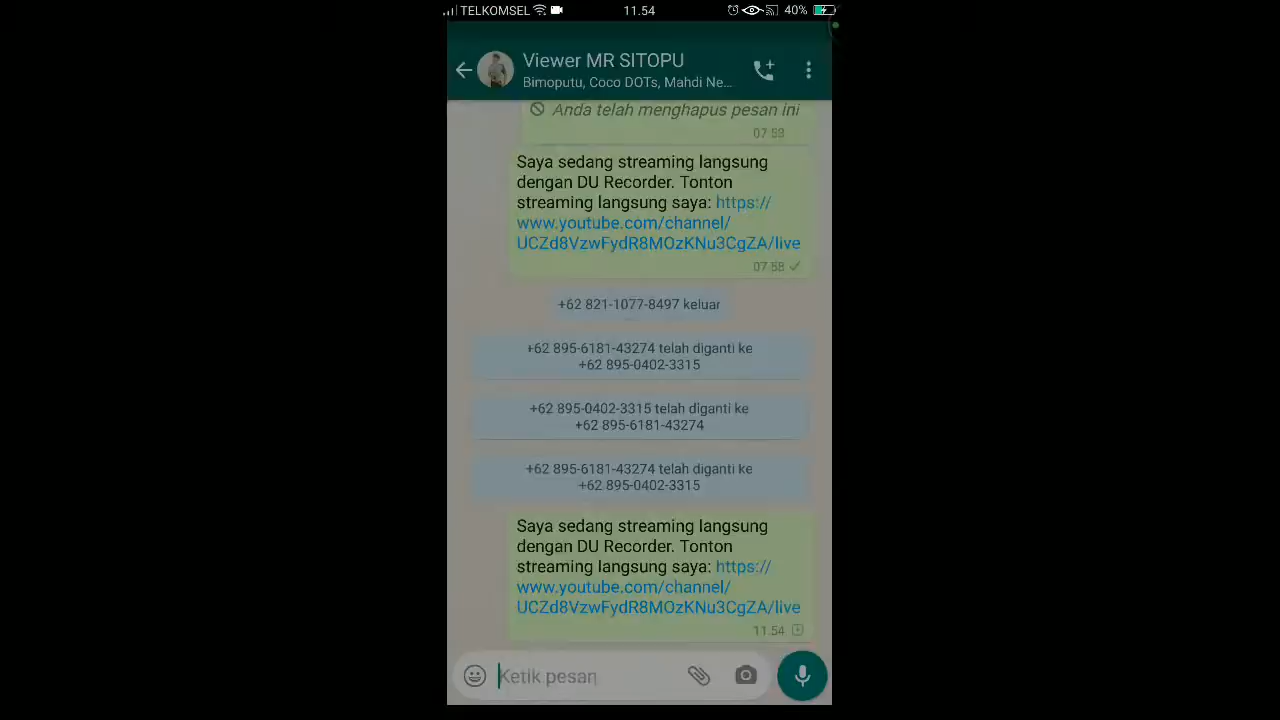 TELKOMSEL 11.54 40%
Viewer MR SITOPU
Bimoputu, Coco DOTs, Mahdi Ne...
Anda telah menghapus pesan ini
07.53
Saya sedang streaming langsung
dengan DU Recorder. Tonton
streaming langsung saya: https://
www.youtube.com/channel/
UCZd8VzwFydR8MOzKNu3CgZA/live
07.53
+62 821-1077-8497 keluar
+62 895-6181-43274 telah diganti ke
+62 895-0402-3315
+62 895-0402-3315 telah diganti ke
+62 895-6181-43274
+62 895-6181-43274 telah diganti ke
+62 895-0402-3315
Saya sedang streaming langsung
dengan DU Recorder. Tonton
streaming langsung saya: https://
www.youtube.com/channel/
UCZd8VzwFydR8MOzKNu3CgZA/live
11.54
Ketik pesan